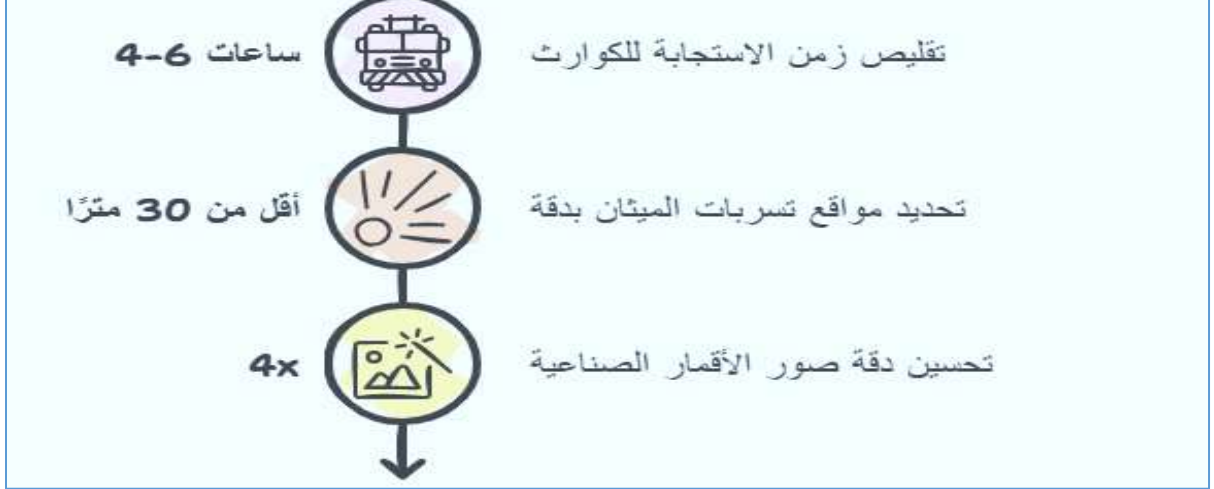 تقليص زمن الاستجابة للكوارث
4-6 ساعات
تحديد مواقع تسربات الميثان بدقة
أقل من 30 مترًا
تحسين دقة صور الأقمار الصناعية
4x